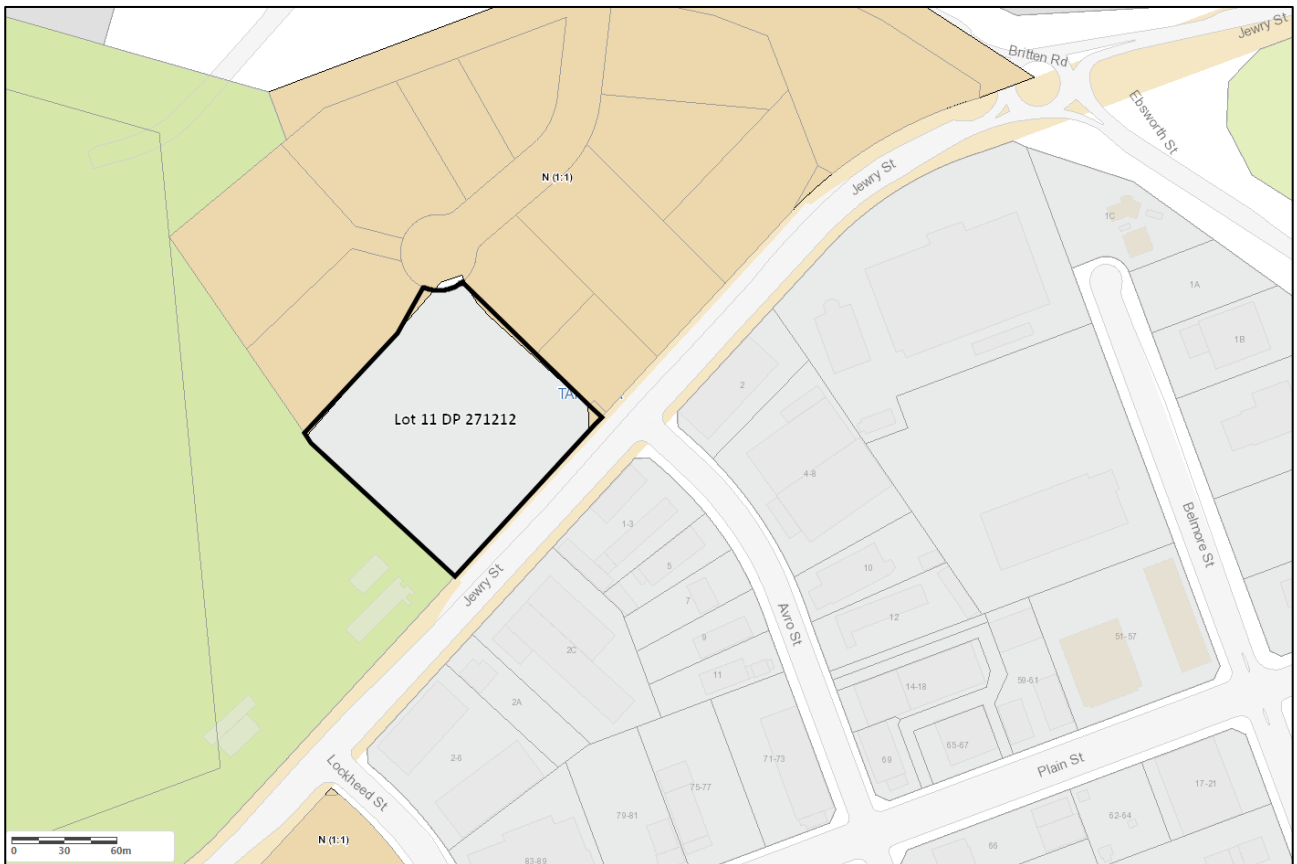 Jewry St
Britten Rd
Ebsworth St
N (1:1)
Jewry St
1C
1A
1B
2
Lot 11 DP 271212
4-8
1-3
5
10
Belmore St
Jewry St
7
12
Avro St
9
51-57
2C
11
14-18
59-61
2A
65-67
69
2-6
71-73
Plain St
75-77
17-21
Lockheed St
79-81
62-64
N (1:1)
66
83-89
0 30 60m